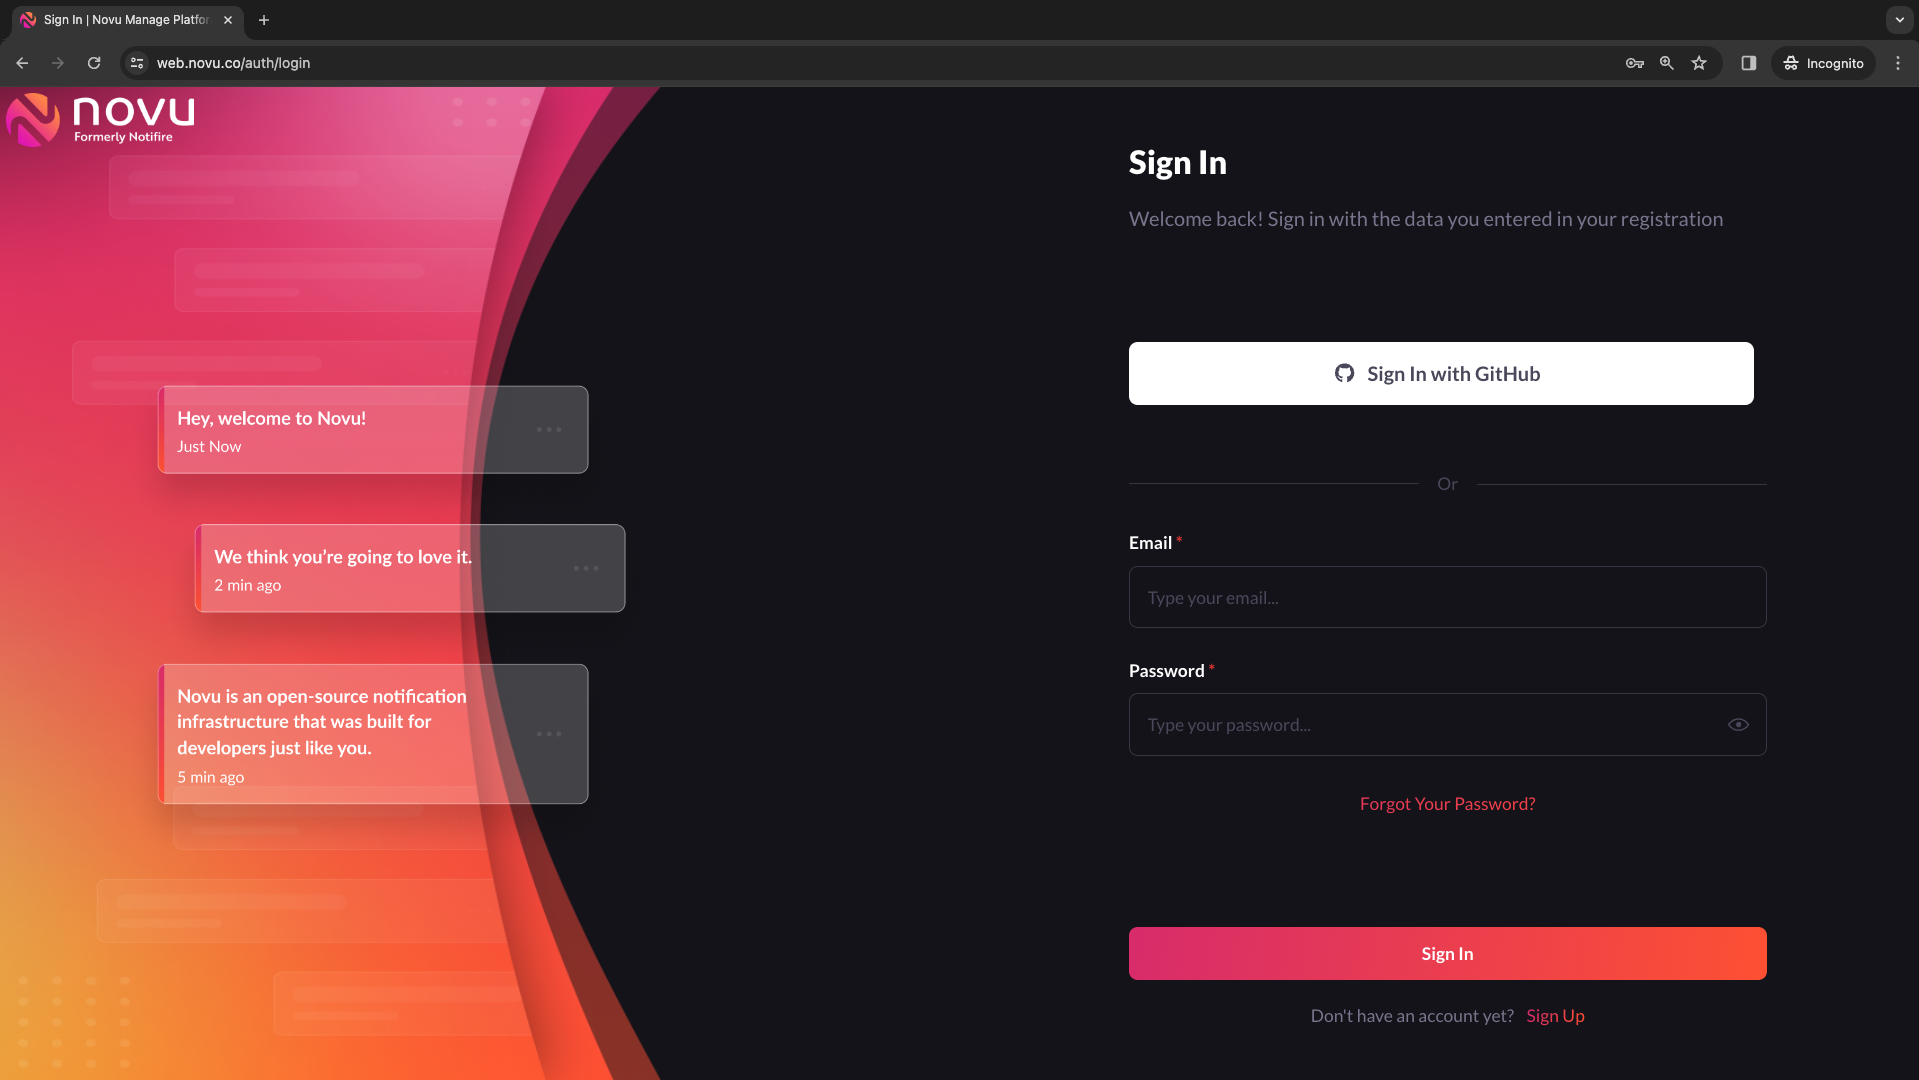 Sign In | Novu Manage Platfor
web.novu.co/auth/login
Incognito
novu
Formerly Notifire
Hey, welcome to Novu!
Just Now
We think you’re going to love it.
2 min ago
Novu is an open-source notification
infrastructure that was built for
developers just like you.
5 min ago
Sign In
Welcome back! Sign in with the data you entered in your registration
Sign In with GitHub
Or
Email *
Type your email...
Password *
Type your password...
Forgot Your Password?
Sign In
Don't have an account yet? Sign Up